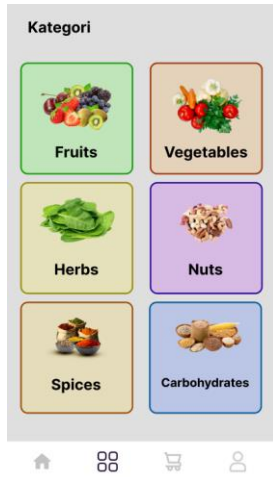 Kategori
Fruits
Vegetables
Herbs
Nuts
Spices
Carbohydrates